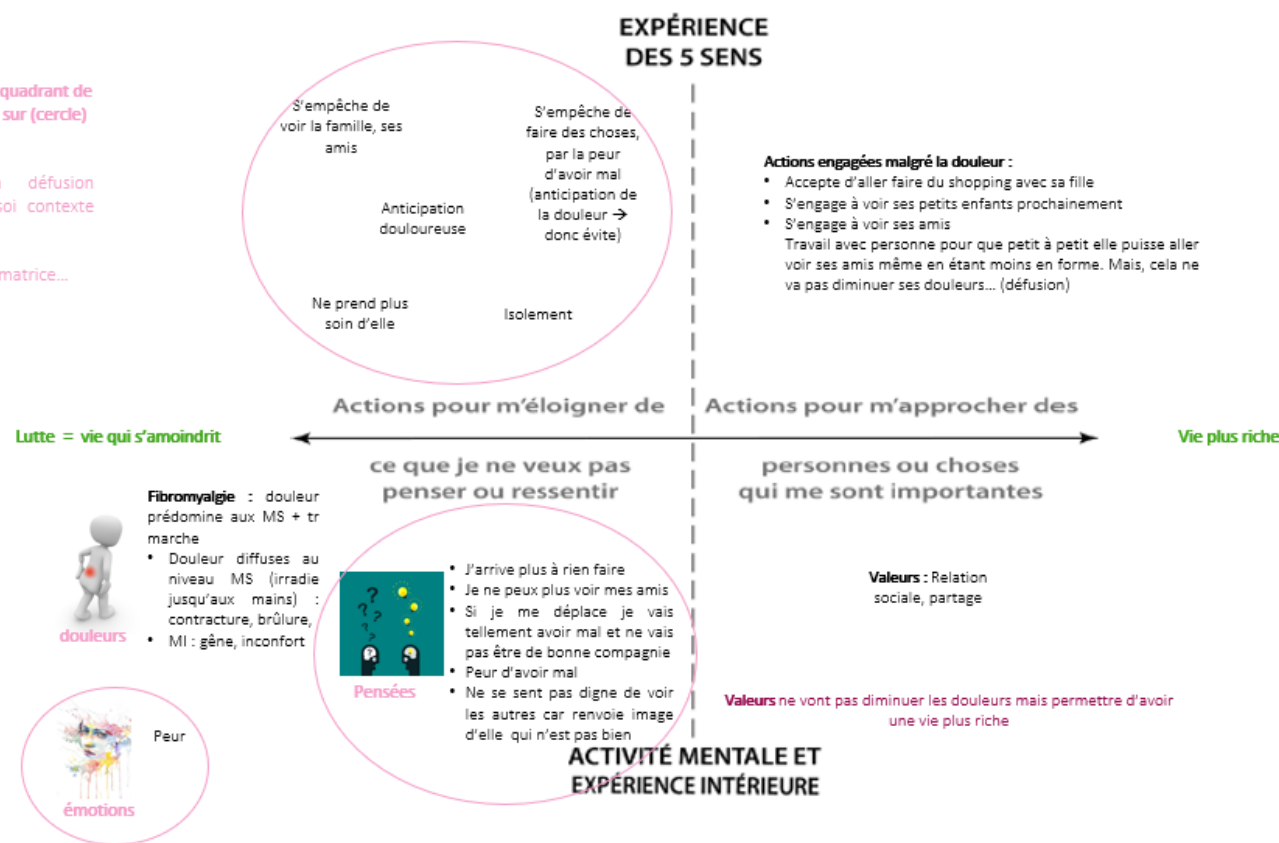 EXPÉRIENCE
DES 5 SENS
quadrant de
sur (cercle)
défusion
soi contexte
matrice...
S'empêche de
voir la famille, ses
amis
S'empêche de
faire des choses,
par la peur
d'avoir mal
(anticipation de
la douleur →
donc évite)
Anticipation
douloureuse
Ne prend plus
soin d'elle
Isolement
Actions engagées malgré la douleur :
• Accepte d'aller faire du shopping avec sa fille
• S'engage à voir ses petits enfants prochainement
• S'engage à voir ses amis
Travail avec personne pour que petit à petit elle puisse aller
voir ses amis même en étant moins en forme. Mais, cela ne
va pas diminuer ses douleurs... (défusion)
Actions pour m'éloigner de
Actions pour m'approcher des
Lutte = vie qui s'amoindrit
Vie plus riche
ce que je ne veux pas
penser ou ressentir
personnes ou choses
qui me sont importantes
Fibromyalgie : douleur
prédomine aux MS + tr
marche
• Douleur diffuses au
niveau MS (irradie
jusqu'aux mains) :
contracture, brûlure,
• MI : gêne, inconfort
douleurs
• J'arrive plus à rien faire
• Je ne peux plus voir mes amis
• Si je me déplace je vais
tellement avoir mal et ne vais
pas être de bonne compagnie
• Peur d'avoir mal
• Ne se sent pas digne de voir
les autres car renvoie image
d'elle qui n'est pas bien
Pensées
Valeurs : Relation
sociale, partage
Valeurs ne vont pas diminuer les douleurs mais permettre d'avoir
une vie plus riche
Peur
émotions
ACTIVITÉ MENTALE ET
EXPÉRIENCE INTÉRIEURE